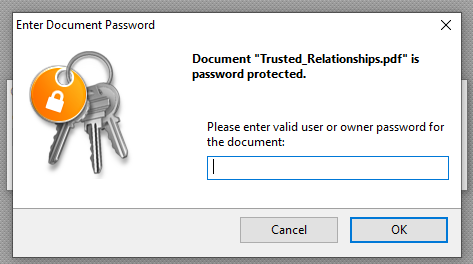 Enter Document Password
Document "Trusted_Relationships.pdf" is
password protected.
Please enter valid user or owner password for
the document:
Cancel
OK